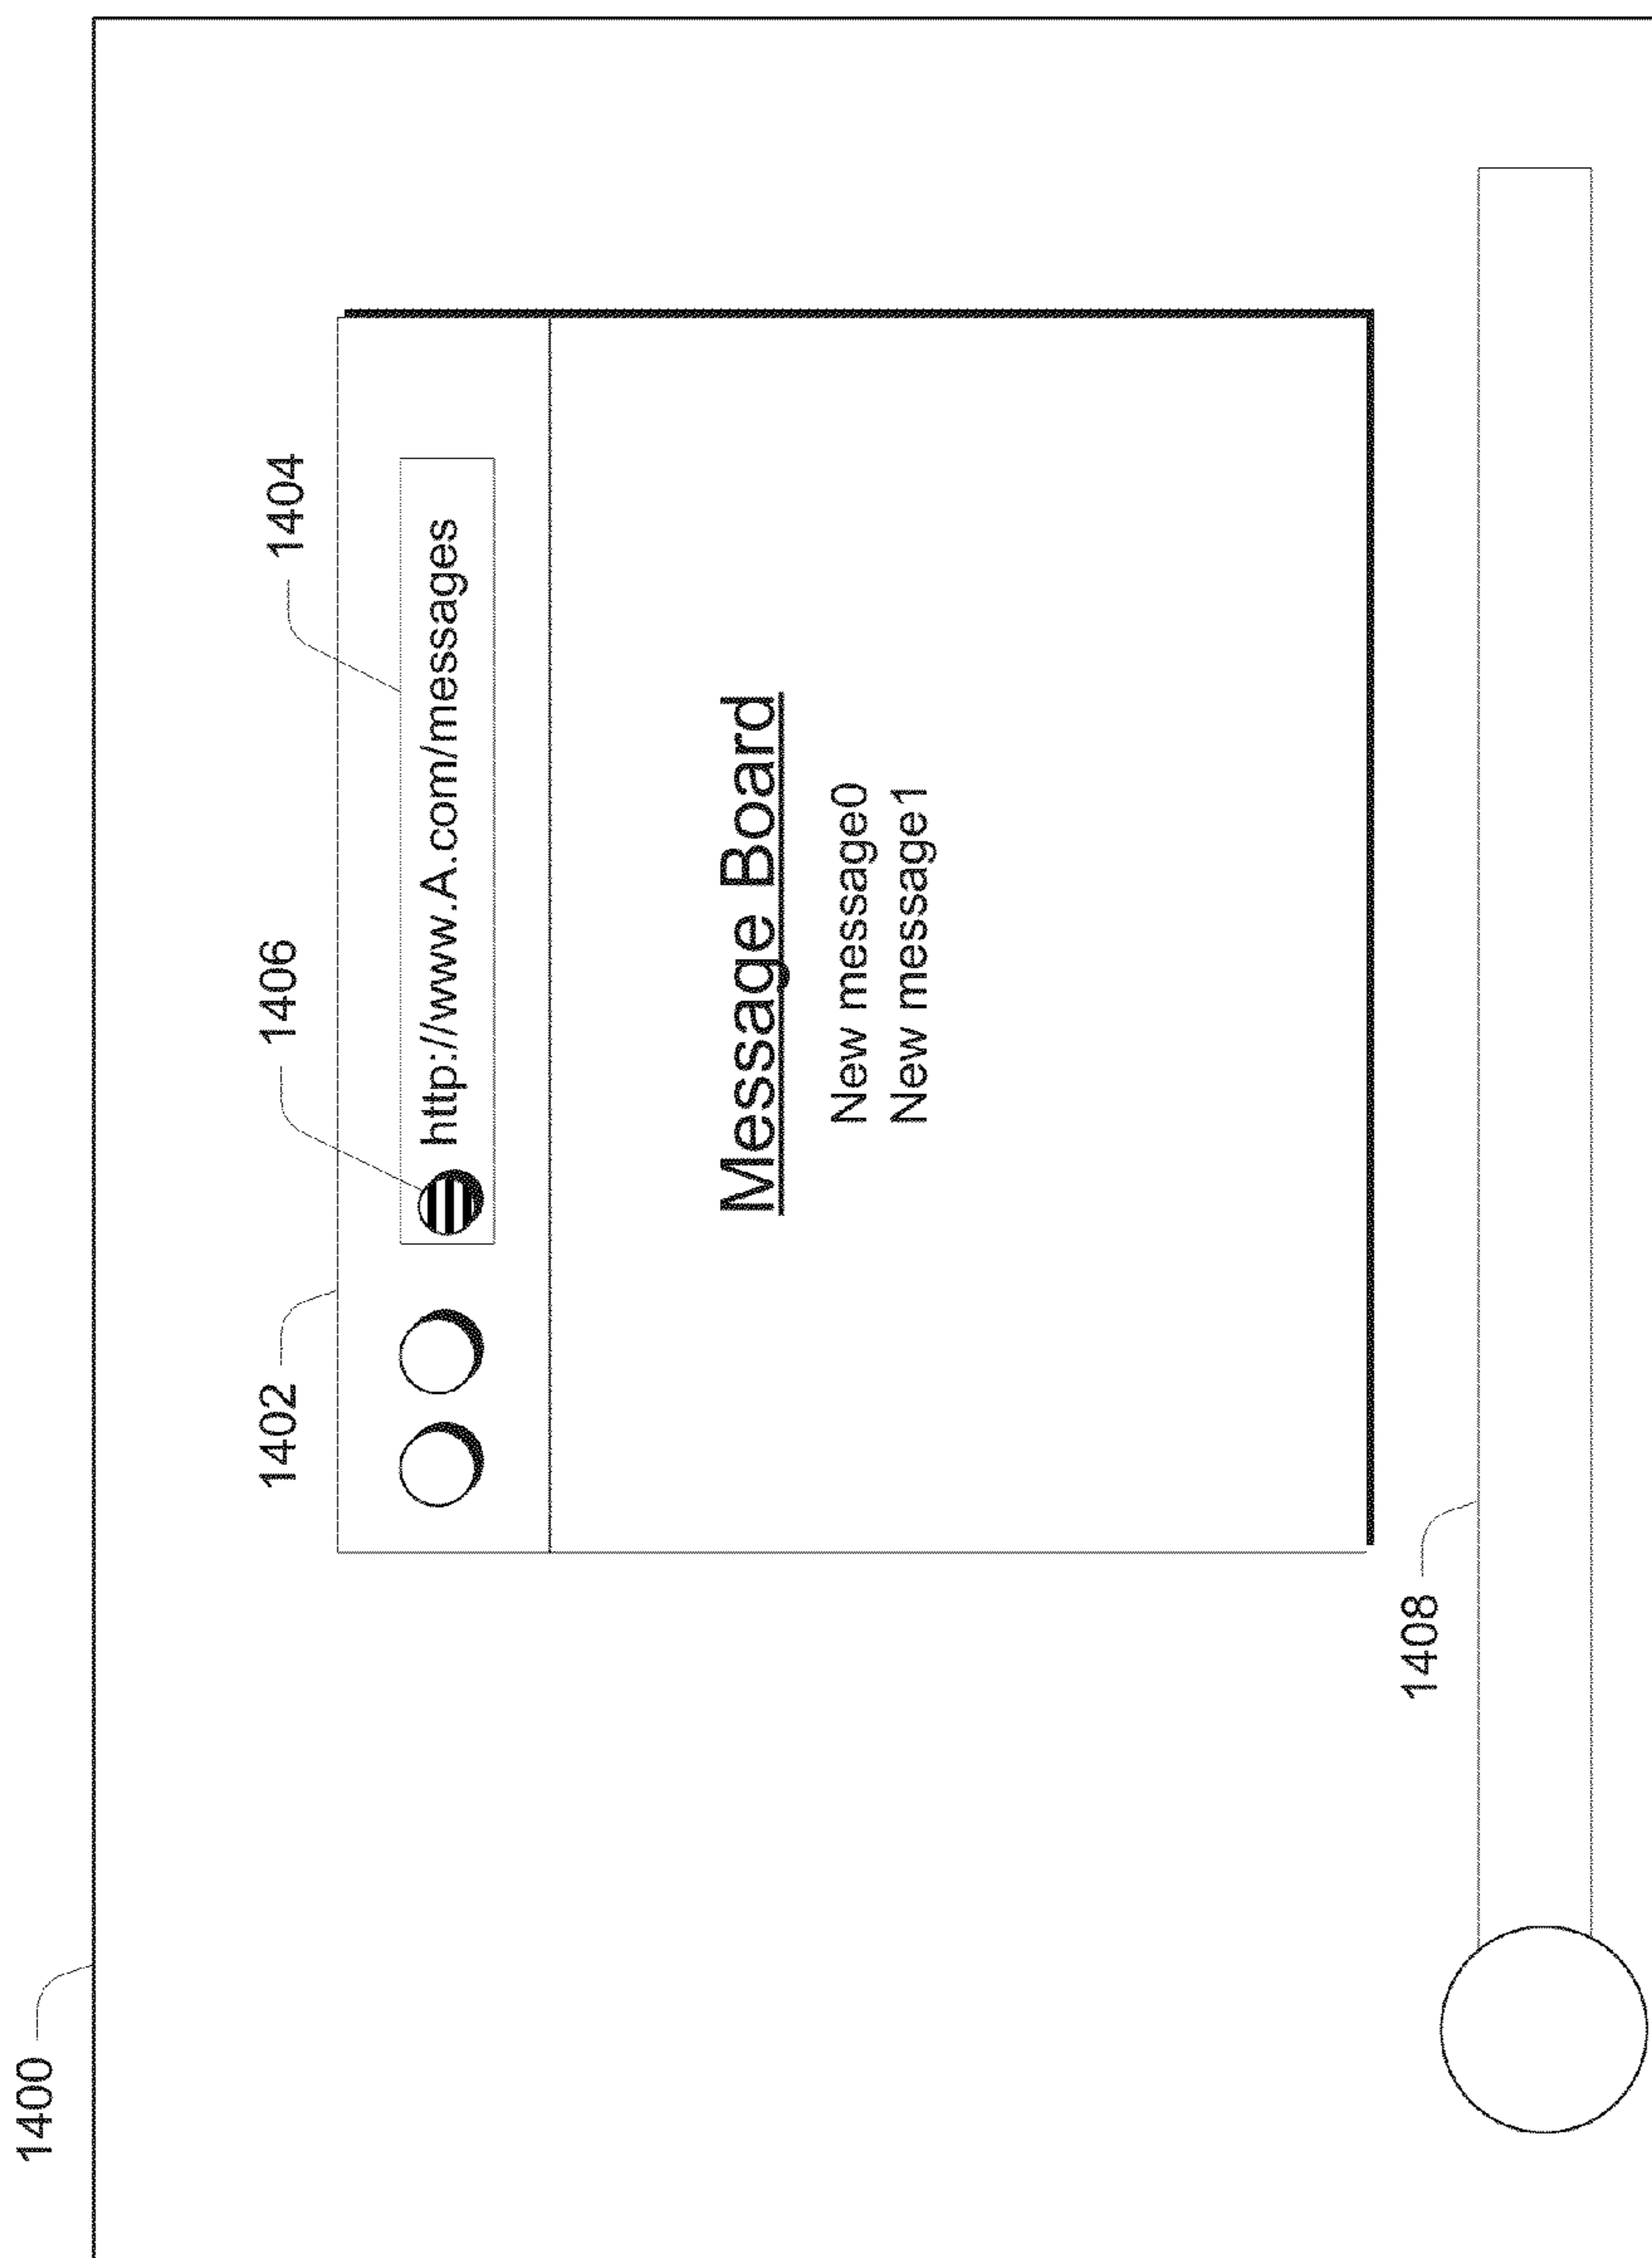 1400
1402
1406
1404
http://www.A.com/messages
Message Board
New message0
New message1
1408